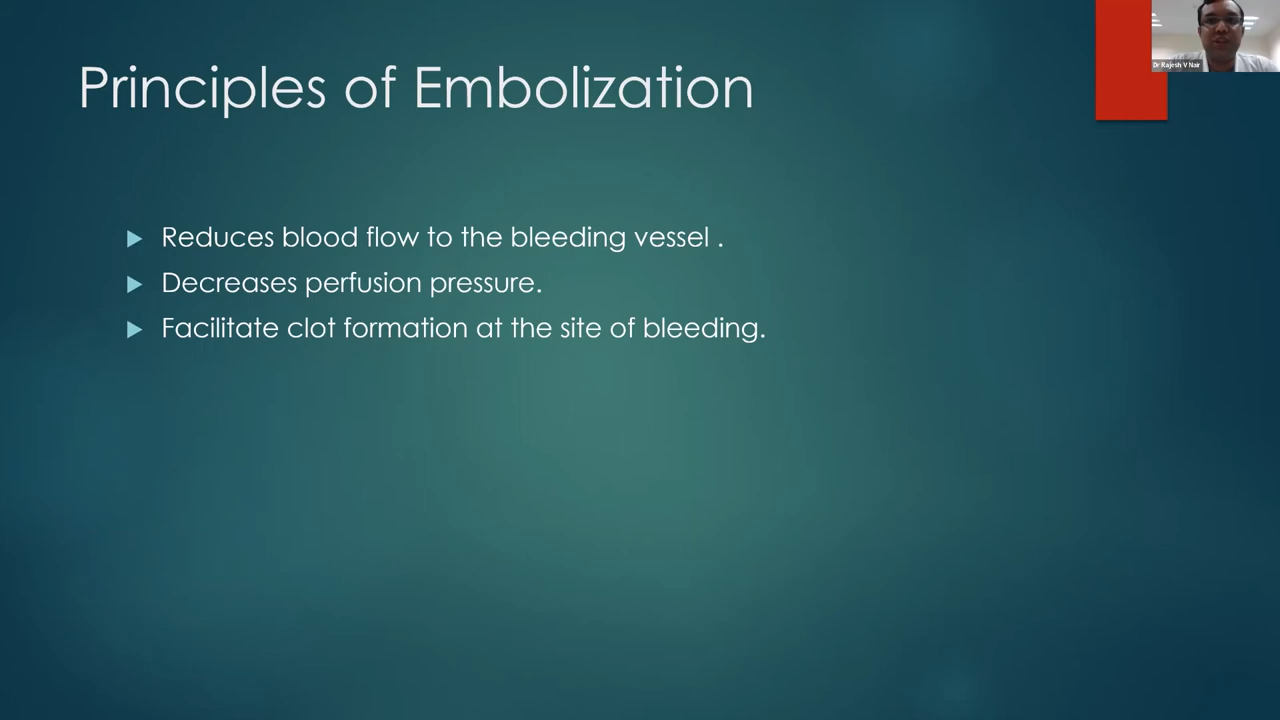 Principles of Embolization
Dr Rajesh V Nair
Reduces blood flow to the bleeding vessel .
Decreases perfusion pressure.
Facilitate clot formation at the site of bleeding.